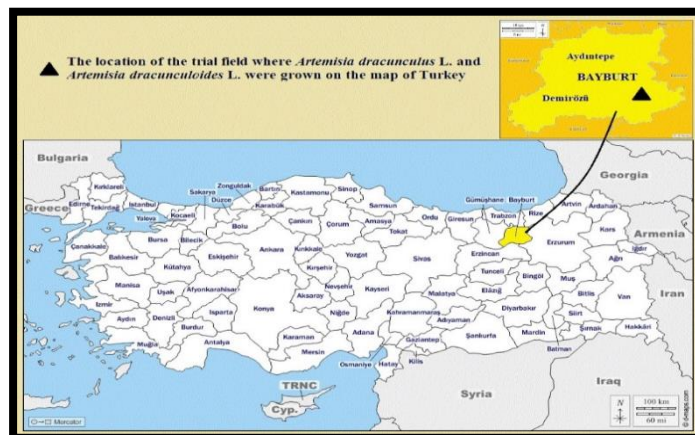 The location of the trial field where Artemisia dracunculus L. and
Artemisia dracunculoides L. were grown on the map of Turkey
Aydıntepe
BAYBURT
Demirözü
Bulgaria
Georgia
Greece
Armenia
Iran
Iraq
Syria
TRNC
Cyp.
Kırklareli
Edirne
Tekirdağ
İstanbul
Yalova
Kocaeli
Sakarya
Düzce
Zonguldak
Bartın
Karabük
Kastamonu
Sinop
Samsun
Ordu
Giresun
Gümüşhane
Trabzon
Bayburt
Rize
Artvin
Ardahan
Kars
Iğdır
Ağrı
Erzurum
Erzincan
Bolu
Çankırı
Çorum
Amasya
Tokat
Çanakkale
Balıkesir
Bursa
Bilecik
Eskişehir
Ankara
Kırıkkale
Yozgat
Sivas
Tunceli
Bingöl
Muş
Kütahya
Kırşehir
Manisa
Uşak
Afyonkarahisar
Nevşehir
Kayseri
Malatya
Elâzığ
Bitlis
Van
İzmir
Aydın
Denizli
Isparta
Konya
Aksaray
Niğde
Kahramanmaraş
Adıyaman
Diyarbakır
Siirt
Burdur
Muğla
Antalya
Karaman
Mersin
Adana
Osmaniye
Hatay
Gaziantep
Kilis
Şanlıurfa
Mardin
Batman
Şırnak
Hakkâri
Mercator
N
100 km
60 mi